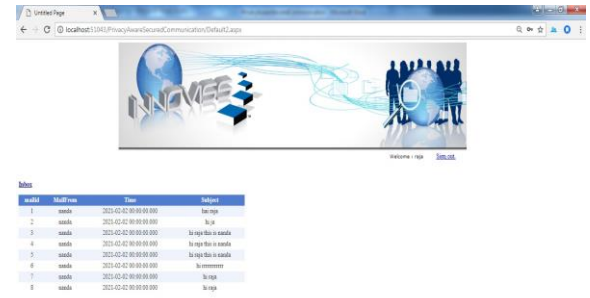 Untitled Page
localhost:51041/PrivacyAwareSecuredCommunication/Default2.aspx
INNOVEE
Welcome : raja Sign out
Inbox
mailid MailFrom Time Subject
1 nanda 2021-02-02 00:00:00.000 hai raja
2 nanda 2021-02-02 00:00:00.000
3 nanda 2021-02-02 00:00:00.000 hi raja this is nanda
4 nanda 2021-02-02 00:00:00.000 hi raja this is nanda
5 nanda 2021-02-02 00:00:00.000 hi raja this is nanda
6 nanda 2021-02-02 00:00:00.000
7 nanda 2021-02-02 00:00:00.000 hi raja
8 nanda 2021-02-02 00:00:00.000 hi raja